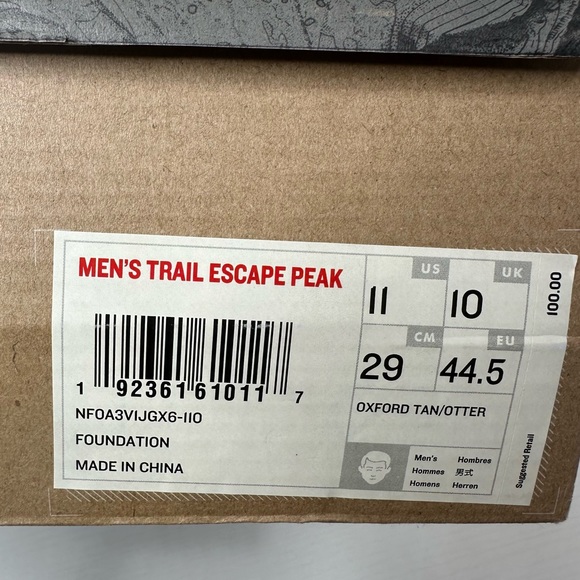 MEN'S TRAIL ESCAPE PEAK
1 92361 61011 7
NF0A3VIJGX6-110
FOUNDATION
MADE IN CHINA
US
11
UK
10
CM
29
EU
44.5
OXFORD TAN/OTTER
Men's Hombres
Hommes 男式
Homens Herren
100.00
Suggested Retail